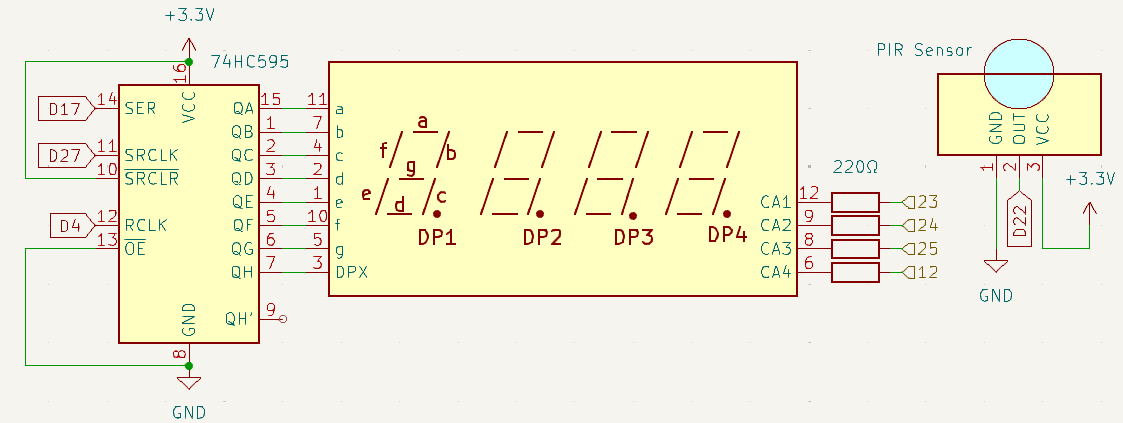 +3.3V
74HC595
16
VCC
D17
14
SER
D27
11
SRCLK
10
SRCLR
D4
12
RCLK
13
OE
QA
15
QB
1
QC
2
QD
3
QE
4
QF
5
QG
6
QH
7
QH'
9
GND
8
GND
11
a
7
b
4
c
2
d
1
e
10
f
5
g
3
DPX
a
f
b
g
e
d
c
DP1
DP2
DP3
DP4
220Ω
CA1
12
23
CA2
9
24
CA3
8
25
CA4
6
12
PIR Sensor
GND
OUT
VCC
1
2
3
D22
+3.3V
GND